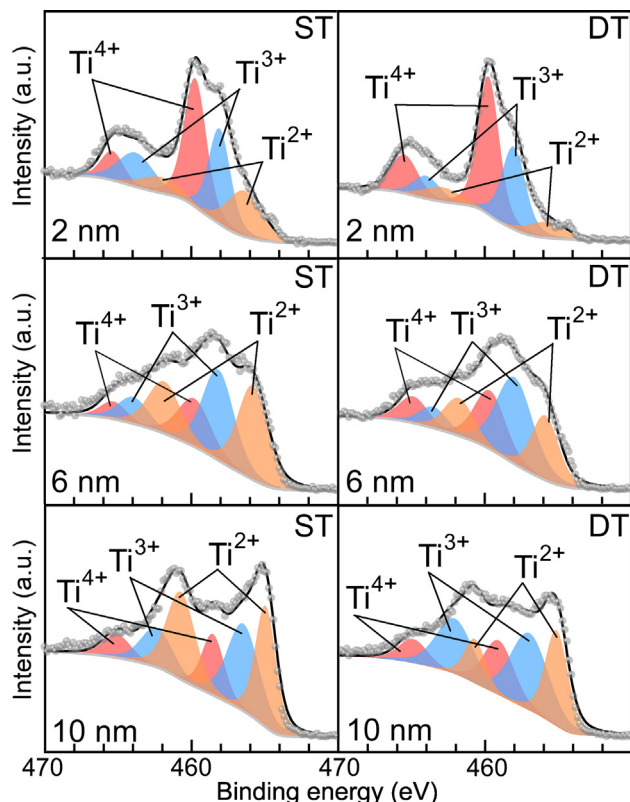 ST
DT
Ti4+
Ti3+
Ti2+
Ti4+
Ti3+
Ti2+
2 nm
2 nm
Intensity (a.u.)
ST
DT
Ti4+
Ti3+
Ti2+
Ti4+
Ti3+
Ti2+
6 nm
6 nm
Intensity (a.u.)
ST
DT
Ti4+
Ti3+
Ti2+
Ti4+
Ti3+
Ti2+
10 nm
10 nm
Intensity (a.u.)
470
460
470
460
450
Binding energy (eV)